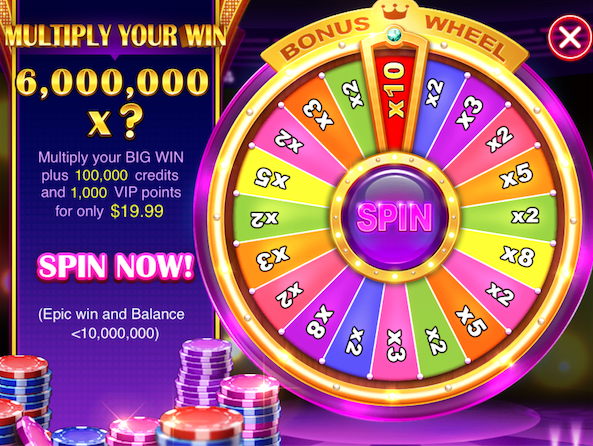 MULTIPLY YOUR WIN
6,000,000
x?
Multiply your BIG WIN
plus 100,000 credits
and 1,000 VIP points
for only $19.99
SPIN NOW!
(Epic win and Balance
<10,000,000)
BONUS WHEEL
x10
x2
x3
x2
x5
x2
x8
x2
x5
x2
x3
x2
x8
x2
x3
x2
x5
x2
x3
x2
SPIN
X